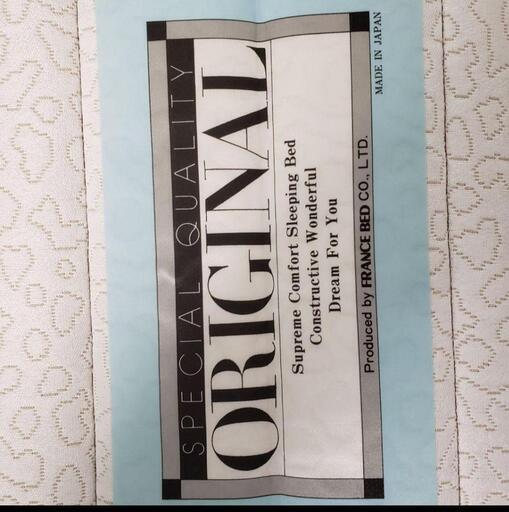 SPECIAL QUALITY
ORIGINAL
Supreme Comfort Sleeping Bed
Constructive Wonderful
Dream For You
Produced by FRANCE BED CO., LTD.
MADE IN JAPAN